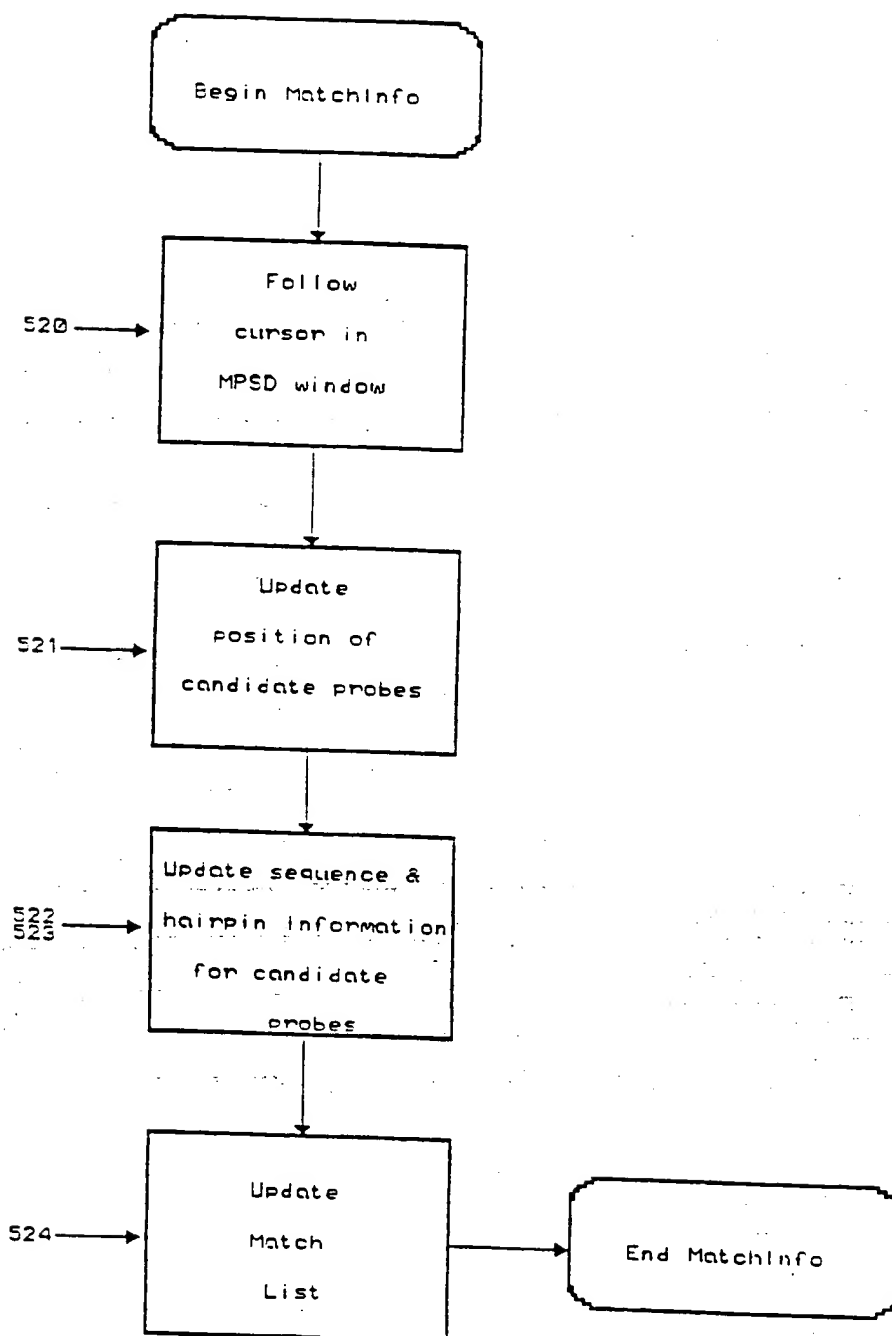 Begin MatchInfo
520
Follow
cursor in
MPSD window
521
Update
position of
candidate probes
522
523
Update sequence &
hairpin information
for candidate
probes
524
Update
Match
List
End MatchInfo